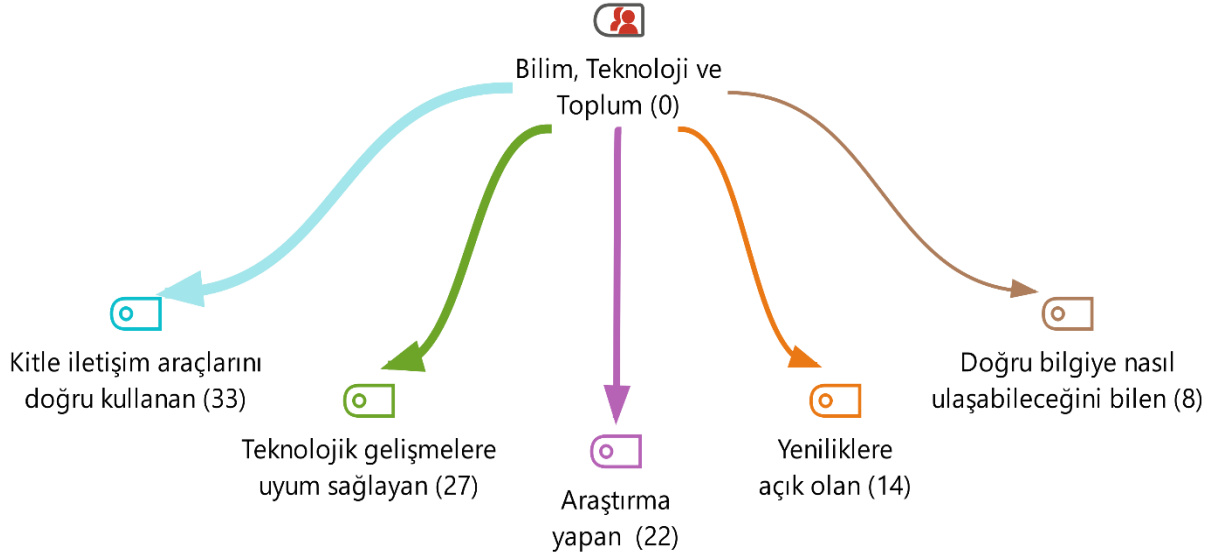 Bilim, Teknoloji ve
Toplum (0)
Kitle iletişim araçlarını
doğru kullanan (33)
Teknolojik gelişmelere
uyum sağlayan (27)
Araştırma
yapan (22)
Yeniliklere
açık olan (14)
Doğru bilgiye nasıl
ulaşabileceğini bilen (8)